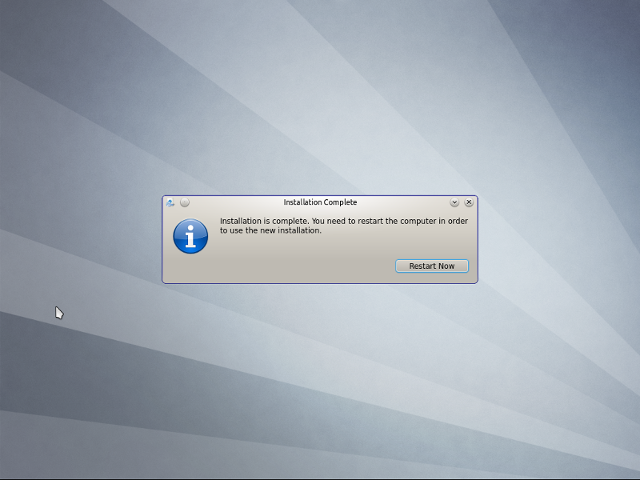 Installation Complete
Installation is complete. You need to restart the computer in order
to use the new installation.
Restart Now